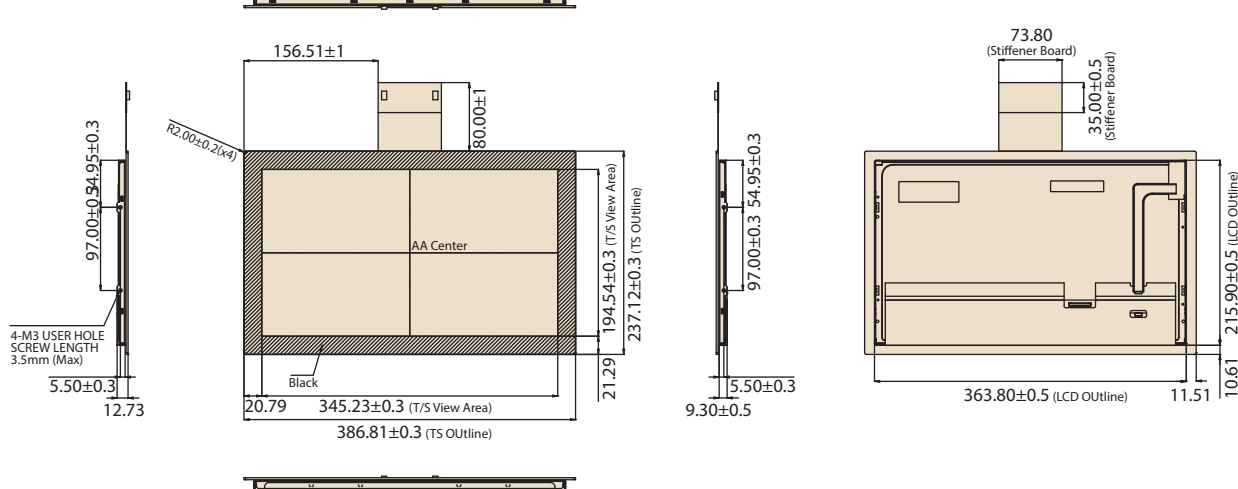 156.51±1
80.00±1
R2.00±0.2(x4)
54.95±0.3
97.00±0.3
4-M3 USER HOLE
SCREW LENGTH
3.5mm (Max)
5.50±0.3
12.73
AA Center
Black
194.54±0.3 (T/S View Area)
237.12±0.3 (TS OUtline)
21.29
20.79
345.23±0.3 (T/S View Area)
386.81±0.3 (TS OUtline)
54.95±0.3
97.00±0.3
5.50±0.3
9.30±0.5
73.80
(Stiffener Board)
35.00±0.5
(Stiffener Board)
215.90±0.5 (LCD OUtline)
10.61
363.80±0.5 (LCD OUtline)
11.51